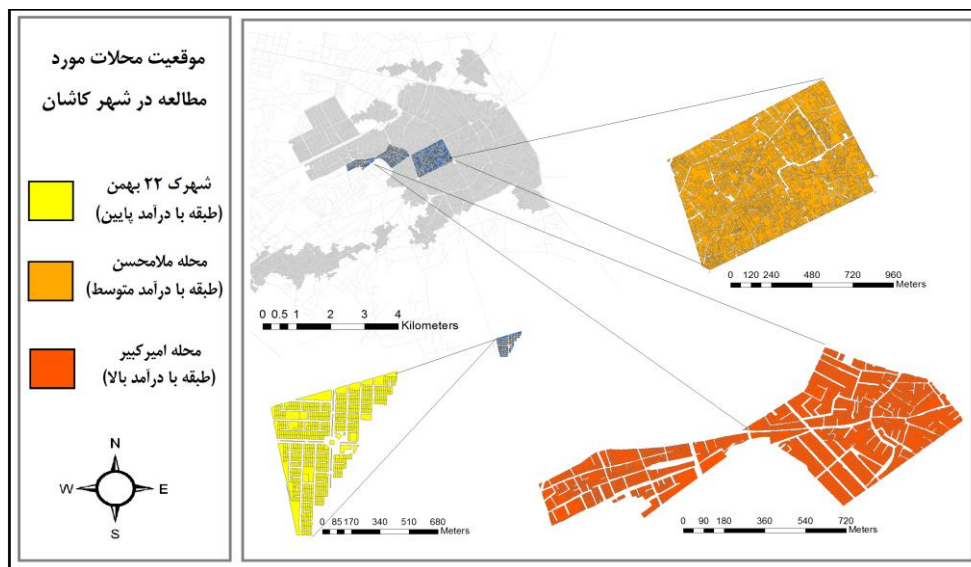 موقعیت محلات مورد
مطالعه در شهر کاشان
شهرک ۲۲ بهمن
(طبقه با درآمد پایین)
محله ملامحسن
(طبقه با درآمد متوسط)
محله امیرکبیر
(طبقه با درآمد بالا)
N
W E
S
0 0.5 1 2 3 4
Kilometers
0 120 240 480 720 960
Meters
0 85 170 340 510 680
Meters
0 90 180 360 540 720
Meters